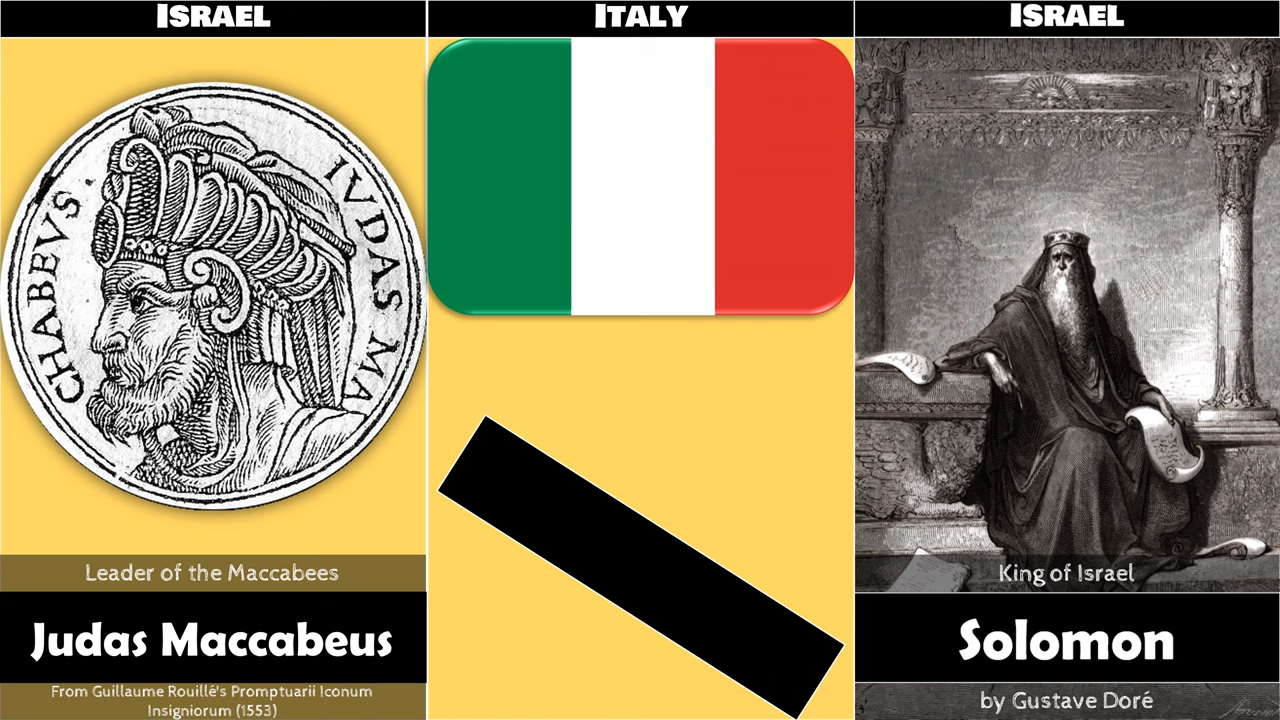 ISRAEL
CHABEVS.
IVDAS MA
Leader of the Maccabees
Judas Maccabeus
From Guillaume Rouillé's Promptuarii Iconum
Insigniorum (1553)
ITALY
ISRAEL
King of Israel
Solomon
by Gustave Doré